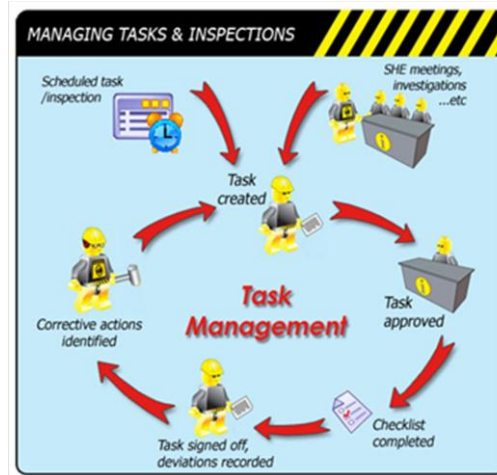 MANAGING TASKS & INSPECTIONS
Scheduled task
/inspection
SHE meetings,
investigations
...etc
Task
created
Task
Management
Task
approved
Corrective actions
identified
Checklist
completed
Task signed off,
deviations recorded